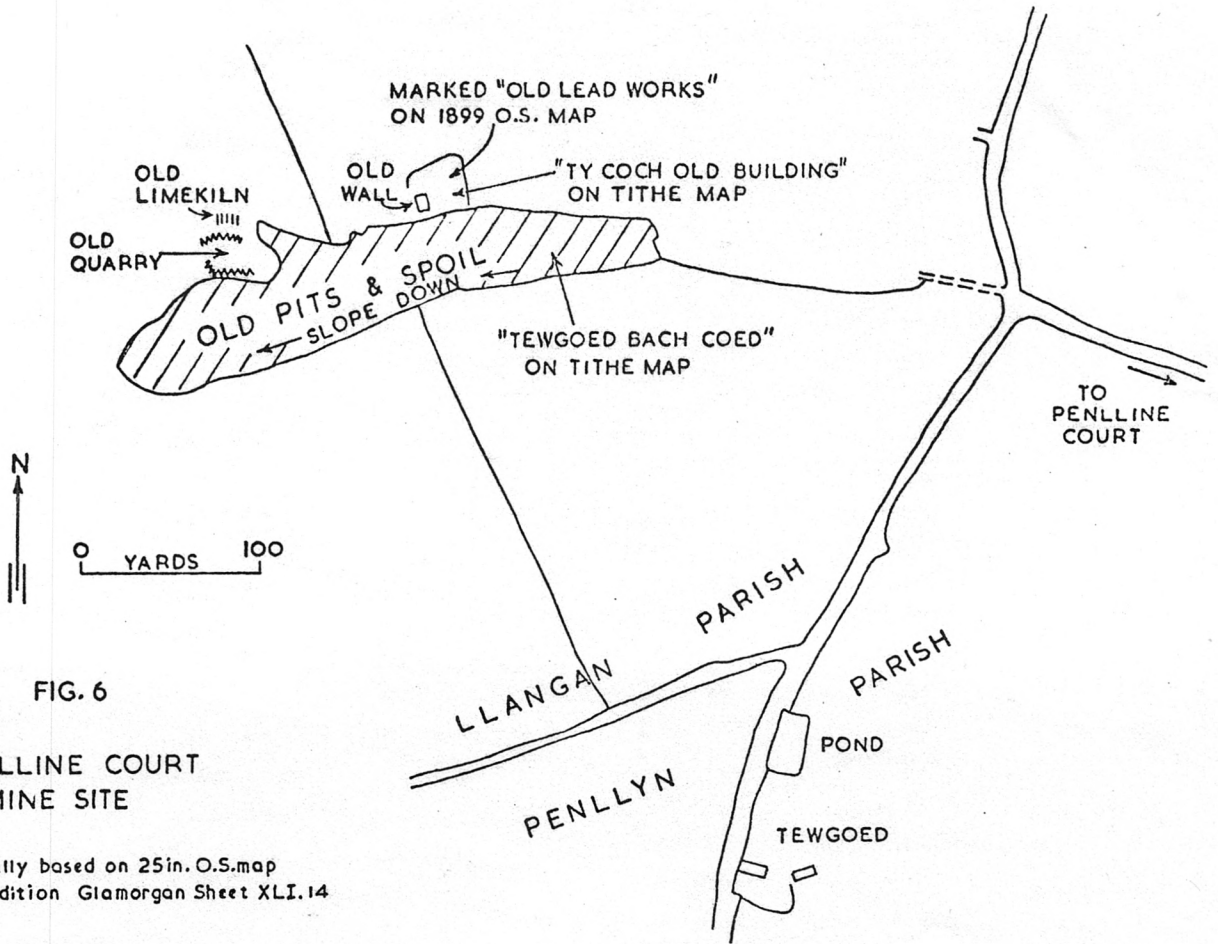 MARKED "OLD LEAD WORKS"
ON 1899 O.S. MAP
OLD
LIMEKILN
OLD
WALL
"TY COCH OLD BUILDING"
ON TITHE MAP
OLD
QUARRY
OLD PITS & SPOIL
SLOPE DOWN
"TEWGOED BACH COED"
ON TITHE MAP
TO
PENLLINE
COURT
N
0 YARDS 100
LLANGAN PARISH
PENLLYN PARISH
POND
TEWGOED
FIG. 6
LLINE COURT
MINE SITE
lly based on 25in. O.S.map
dition Glamorgan Sheet XLI.14